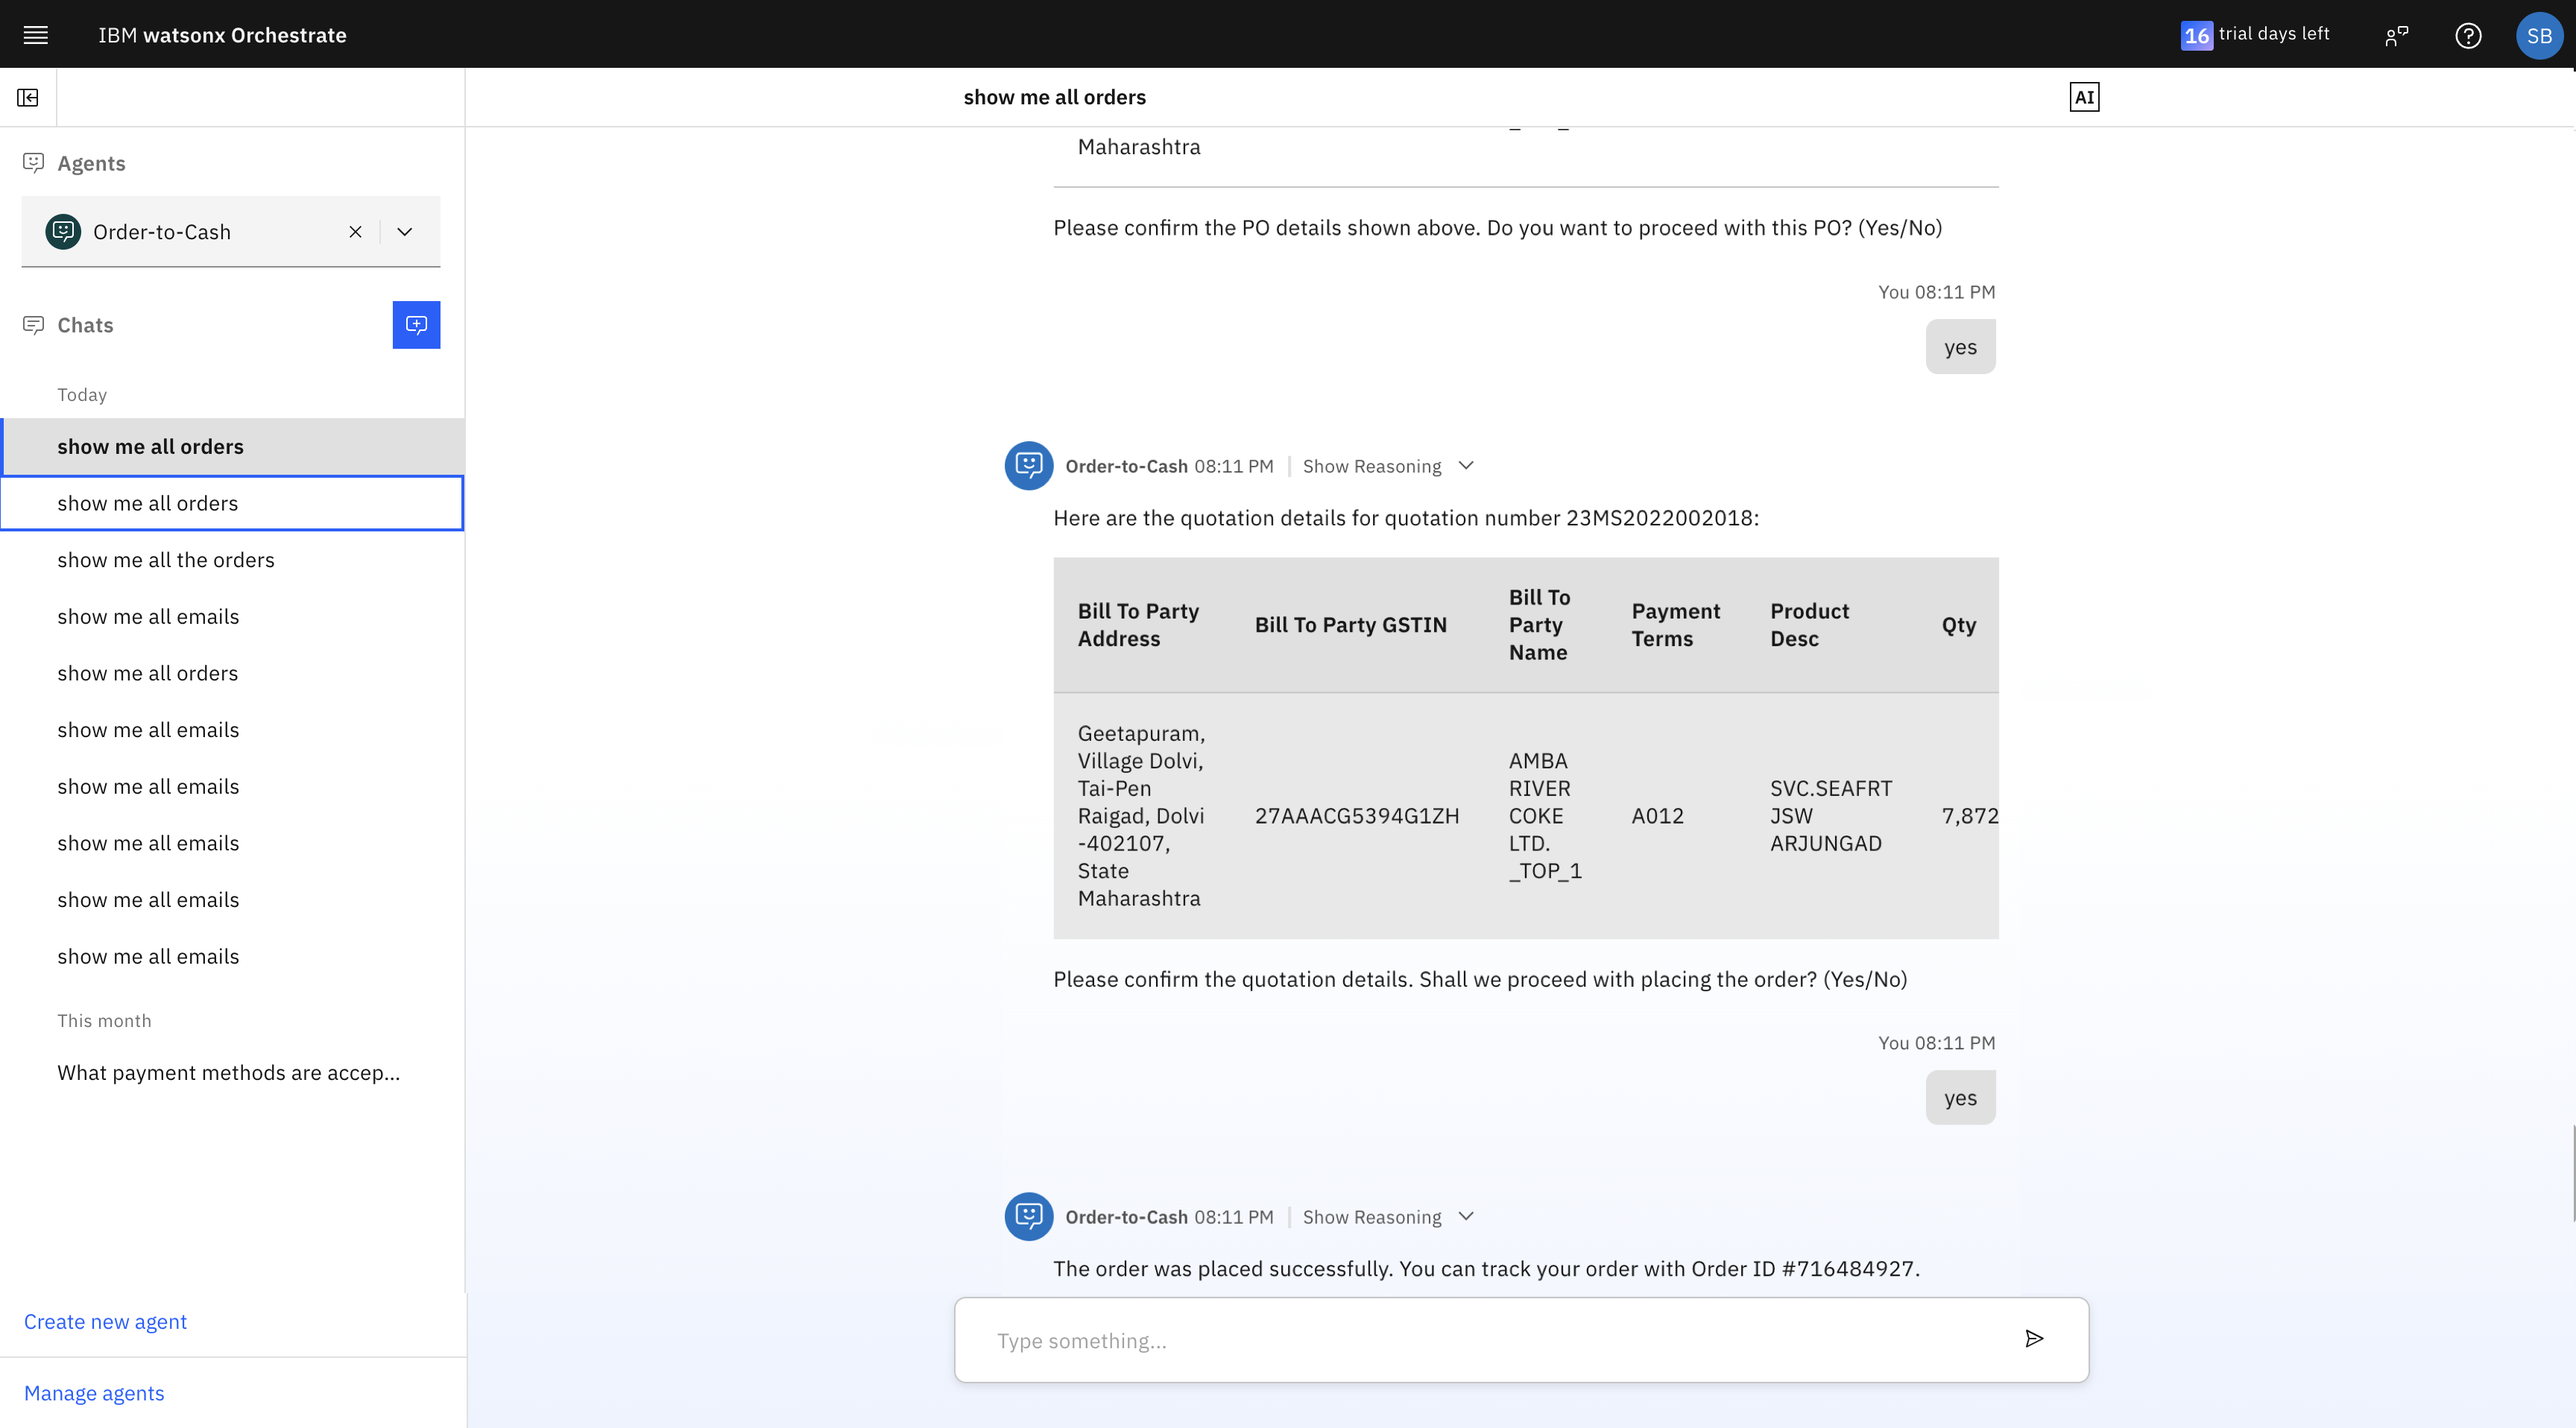 IBM watsonx Orchestrate
16 trial days left
SB
show me all orders
AI
Agents
Order-to-Cash
Chats
Today
show me all orders
show me all orders
show me all the orders
show me all emails
show me all orders
show me all emails
show me all emails
show me all emails
show me all emails
show me all emails
This month
What payment methods are accep...
Create new agent
Manage agents
Maharashtra
Please confirm the PO details shown above. Do you want to proceed with this PO? (Yes/No)
You 08:11 PM
yes
Order-to-Cash 08:11 PM | Show Reasoning
Here are the quotation details for quotation number 23MS2022002018:
Bill To Party Address
Bill To Party GSTIN
Bill To Party Name
Payment Terms
Product Desc
Qty
Geetapuram,
Village Dolvi,
Tai-Pen
Raigad, Dolvi
-402107,
State
Maharashtra
27AAACG5394G1ZH
AMBA
RIVER
COKE
LTD.
_TOP_1
A012
SVC.SEAFRT
JSW
ARJUNGAD
7,872
Please confirm the quotation details. Shall we proceed with placing the order? (Yes/No)
You 08:11 PM
yes
Order-to-Cash 08:11 PM | Show Reasoning
The order was placed successfully. You can track your order with Order ID #716484927.
Type something...